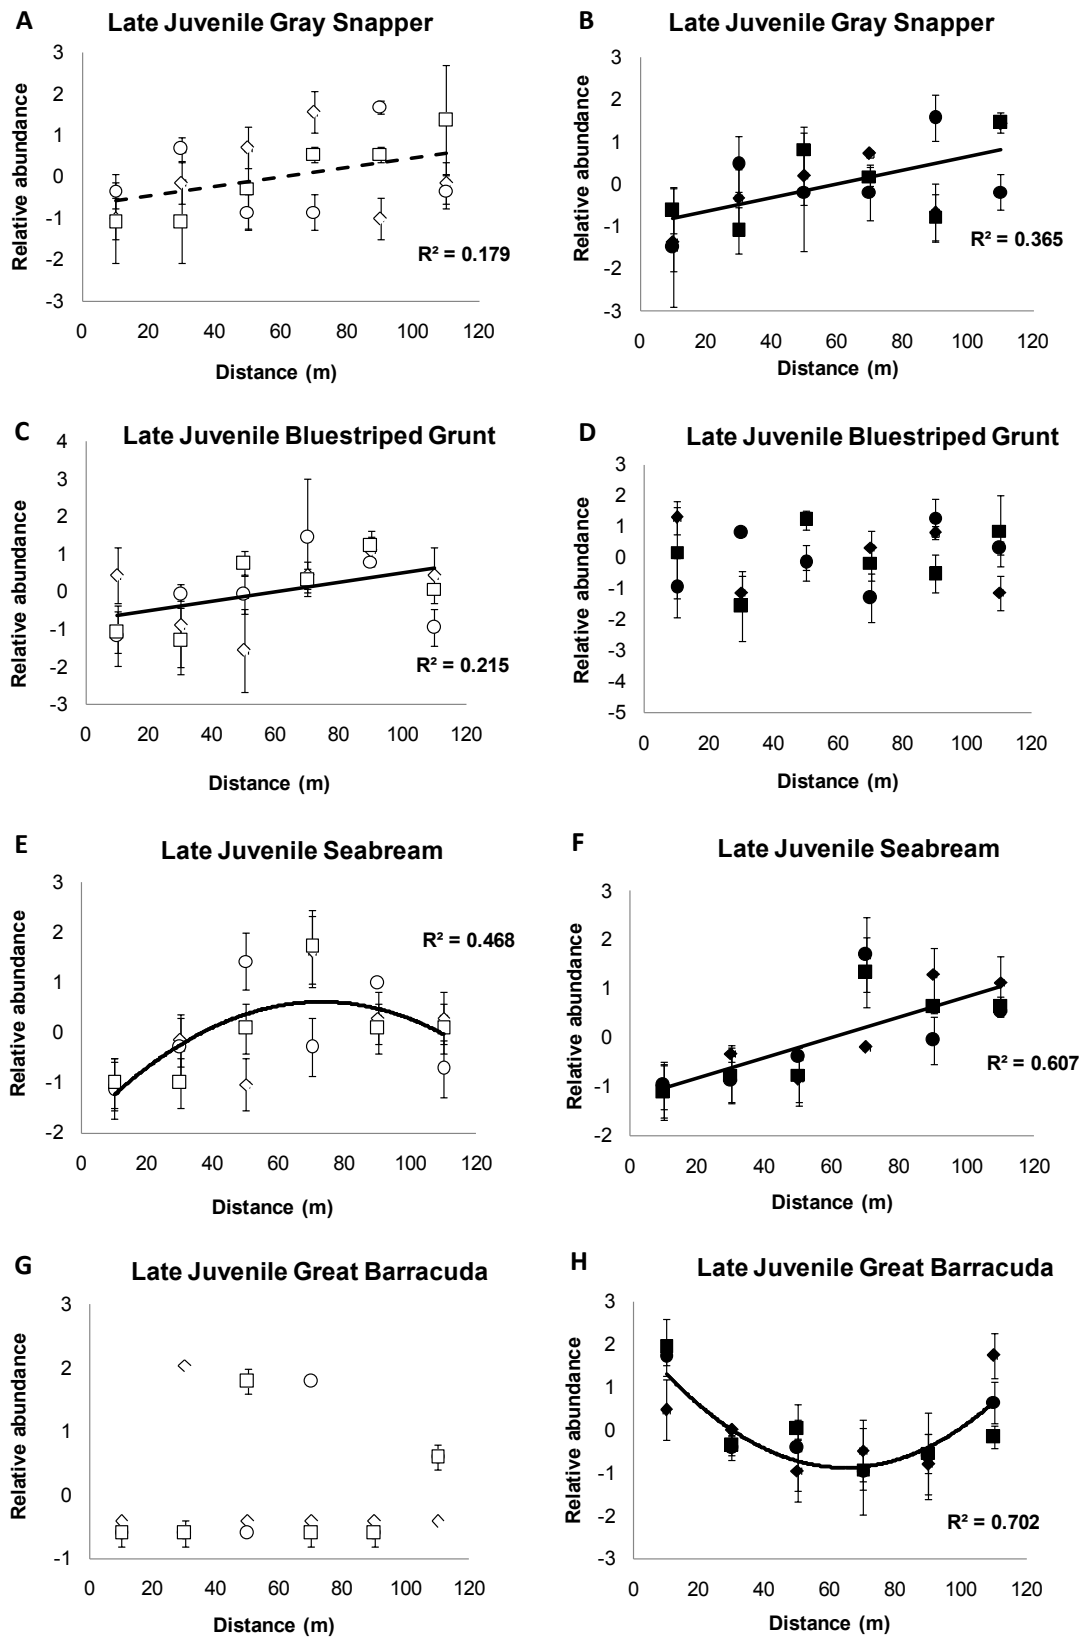 A Late Juvenile Gray Snapper
3
2
1
0
-1
-2
-3
Relative abundance
R² = 0.179
0 20 40 60 80 100 120
Distance (m)
B Late Juvenile Gray Snapper
3
2
1
0
-1
-2
-3
Relative abundance
R² = 0.365
0 20 40 60 80 100 120
Distance (m)
C Late Juvenile Bluestriped Grunt
4
3
2
1
0
-1
-2
-3
Relative abundance
R² = 0.215
0 20 40 60 80 100 120
Distance (m)
D Late Juvenile Bluestriped Grunt
3
2
1
0
-1
-2
-3
-4
-5
Relative abundance
0 20 40 60 80 100 120
Distance (m)
E Late Juvenile Seabream
3
2
1
0
-1
-2
Relative abundance
R² = 0.468
0 20 40 60 80 100 120
Distance (m)
F Late Juvenile Seabream
3
2
1
0
-1
-2
Relative abundance
R² = 0.607
0 20 40 60 80 100 120
Distance (m)
G Late Juvenile Great Barracuda
3
2
1
0
-1
Relative abundance
0 20 40 60 80 100 120
Distance (m)
H Late Juvenile Great Barracuda
3
2
1
0
-1
-2
-3
Relative abundance
R² = 0.702
0 20 40 60 80 100 120
Distance (m)